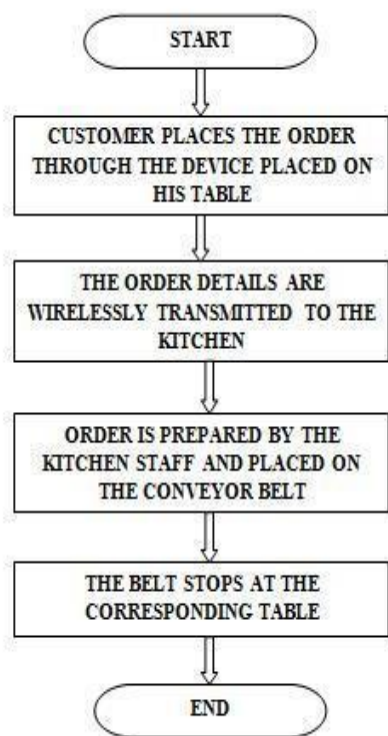 START
CUSTOMER PLACES THE ORDER
THROUGH THE DEVICE PLACED ON
HIS TABLE
THE ORDER DETAILS ARE
WIRELESSLY TRANSMITTED TO THE
KITCHEN
ORDER IS PREPARED BY THE
KITCHEN STAFF AND PLACED ON
THE CONVEYOR BELT
THE BELT STOPS AT THE
CORRESPONDING TABLE
END